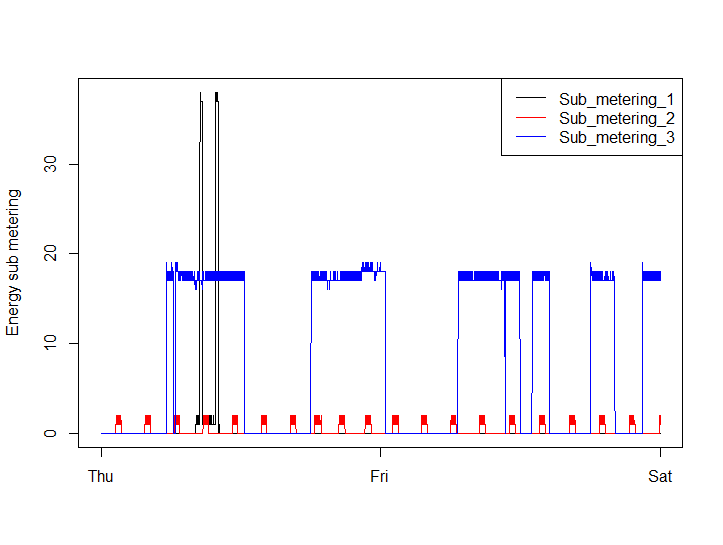 Sub_metering_1
Sub_metering_2
Sub_metering_3
Energy sub metering
30
20
10
0
Thu Fri Sat